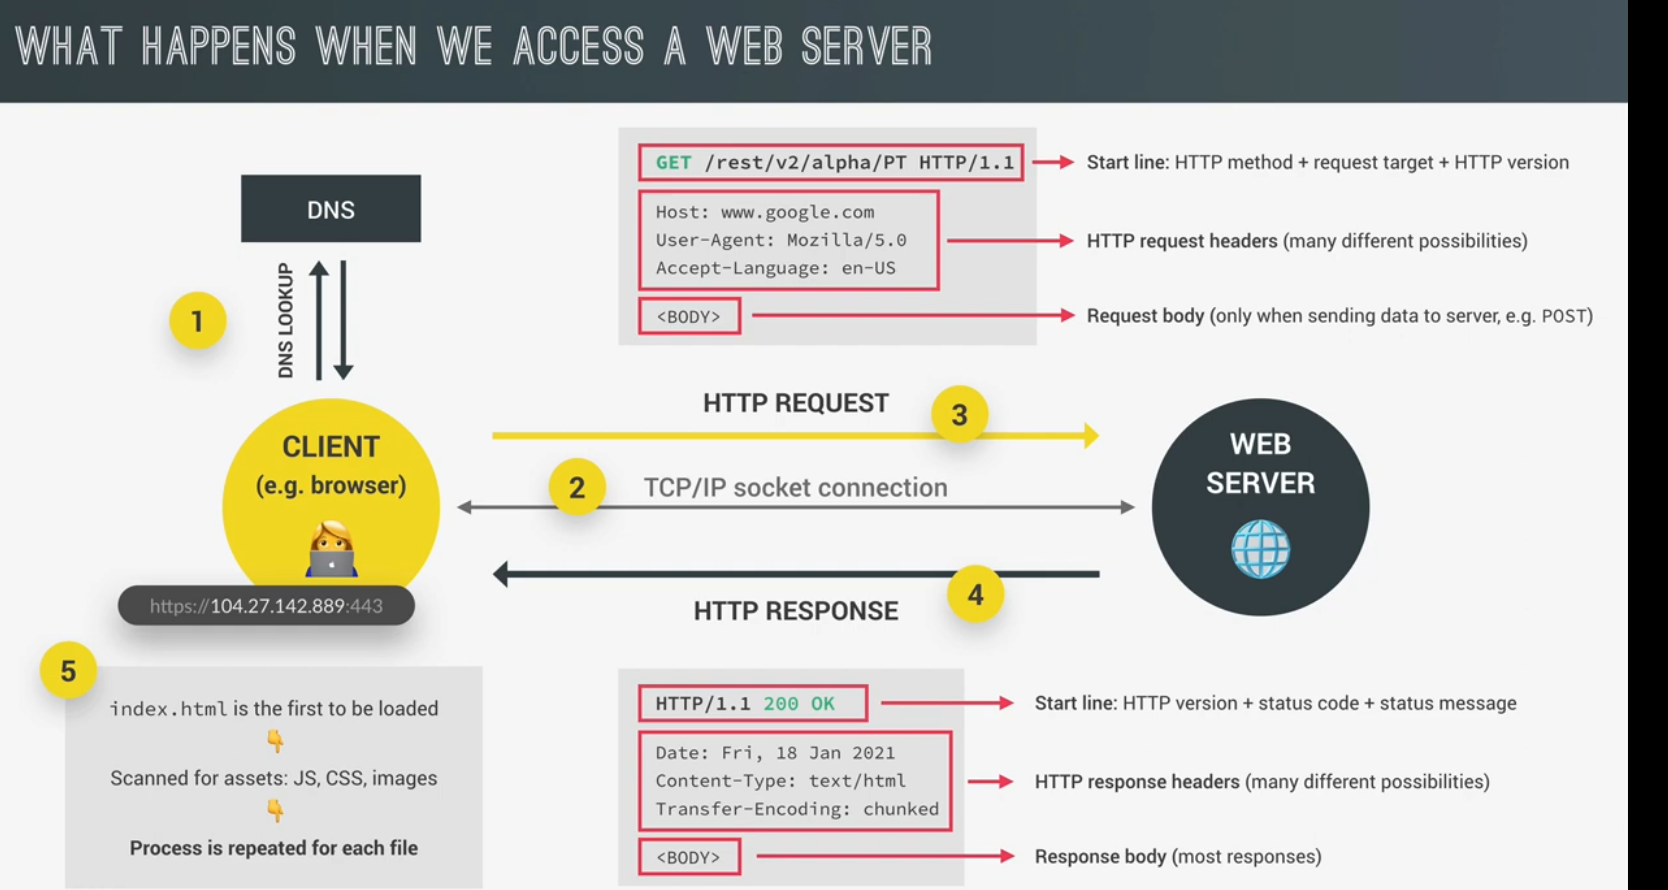 WHAT HAPPENS WHEN WE ACCESS A WEB SERVER
DNS
DNS LOOKUP
1
GET /rest/v2/alpha/PT HTTP/1.1
Start line: HTTP method + request target + HTTP version
Host: www.google.com
User-Agent: Mozilla/5.0
Accept-Language: en-US
HTTP request headers (many different possibilities)
<BODY>
Request body (only when sending data to server, e.g. POST)
CLIENT
(e.g. browser)
https://104.27.142.889:443
HTTP REQUEST
3
2
TCP/IP socket connection
4
HTTP RESPONSE
WEB
SERVER
5
index.html is the first to be loaded
Scanned for assets: JS, CSS, images
Process is repeated for each file
HTTP/1.1 200 OK
Start line: HTTP version + status code + status message
Date: Fri, 18 Jan 2021
Content-Type: text/html
Transfer-Encoding: chunked
HTTP response headers (many different possibilities)
<BODY>
Response body (most responses)